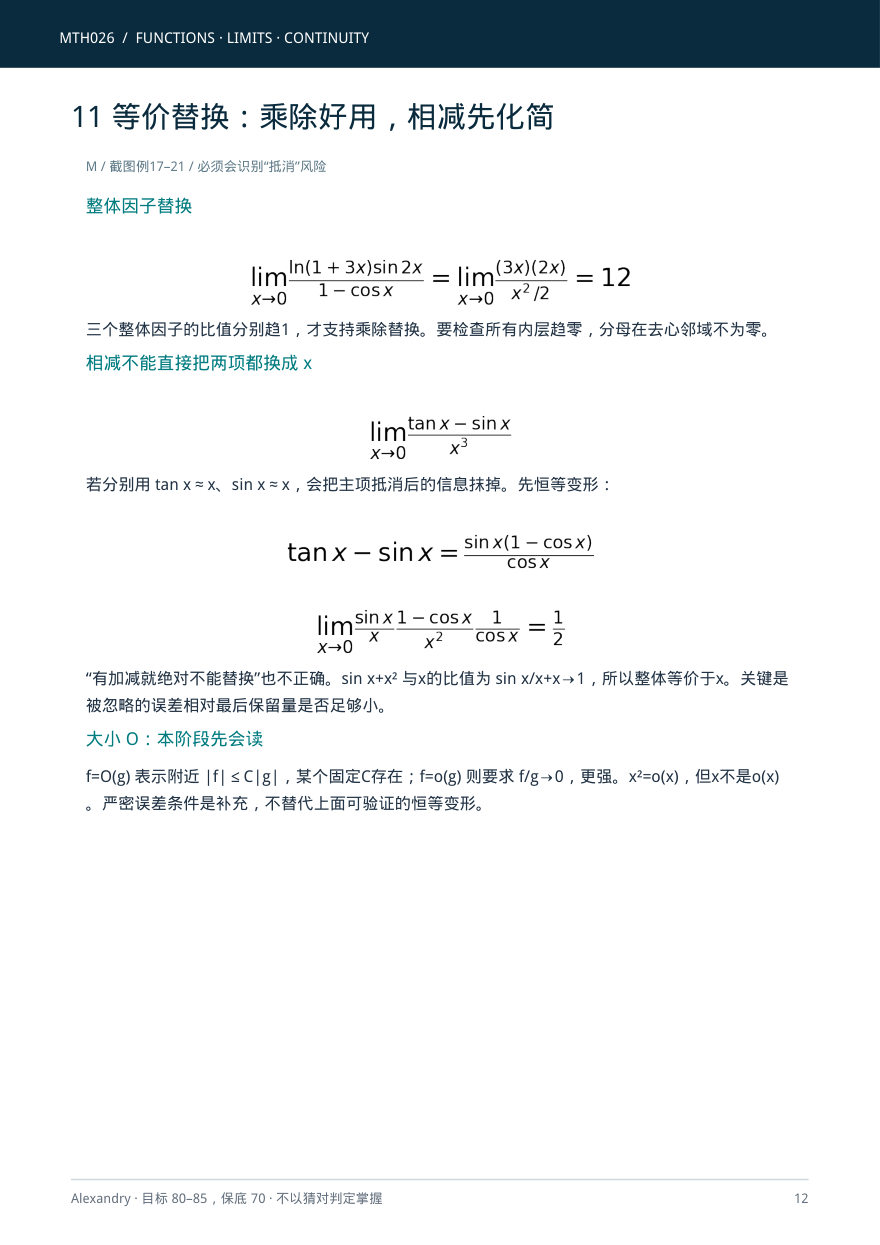 MTH026 / FUNCTIONS · LIMITS · CONTINUITY
11 等价替换：乘除好用，相减先化简
M / 截图例17–21 / 必须会识别“抵消”风险
整体因子替换
lim x→0 ln(1 + 3x)sin 2x / 1 − cos x = lim x→0 (3x)(2x) / x² /2 = 12
三个整体因子的比值分别趋1，才支持乘除替换。要检查所有内层趋零，分母在去心邻域不为零。
相减不能直接把两项都换成 x
lim x→0 tan x − sin x / x³
若分别用 tan x ≈ x、sin x ≈ x，会把主项抵消后的信息抹掉。先恒等变形：
tan x − sin x = sin x(1 − cos x) / cos x
lim x→0 sin x / x 1 − cos x / x² 1 / cos x = 1 / 2
“有加减就绝对不能替换”也不正确。sin x+x² 与x的比值为 sin x/x+x→1，所以整体等价于x。关键是
被忽略的误差相对最后保留量是否足够小。
大小 O：本阶段先会读
f=O(g) 表示附近 |f| ≤ C|g|，某个固定C存在；f=o(g) 则要求 f/g→0，更强。x²=o(x)，但x不是o(x)
。严密误差条件是补充，不替代上面可验证的恒等变形。
Alexandry · 目标 80–85，保底 70 · 不以猜对判定掌握
12